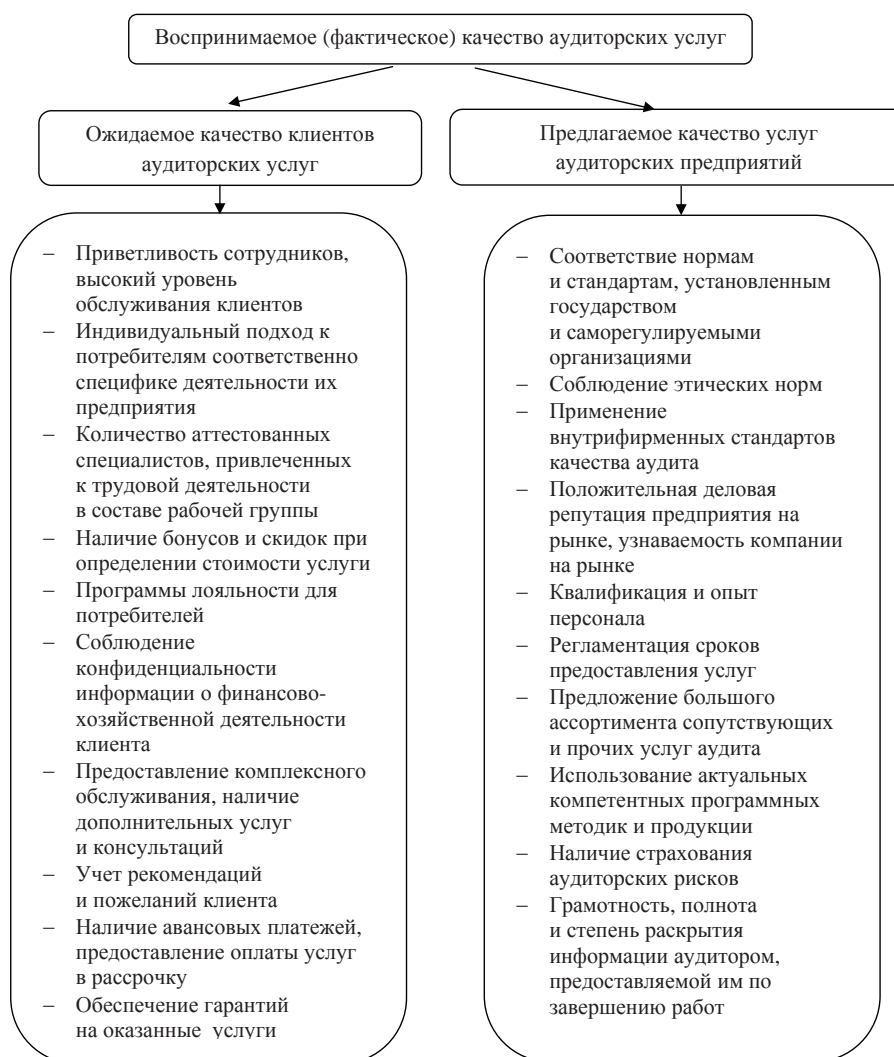 Воспринимаемое (фактическое) качество аудиторских услуг
Ожидаемое качество клиентов
аудиторских услуг
Предлагаемое качество услуг
аудиторских предприятий
– Приветливость сотрудников,
высокий уровень
обслуживания клиентов
– Индивидуальный подход к
потребителям соответственно
специфике деятельности их
предприятия
– Количество аттестованных
специалистов, привлеченных
к трудовой деятельности
в составе рабочей группы
– Наличие бонусов и скидок при
определении стоимости услуги
– Программы лояльности для
потребителей
– Соблюдение
конфиденциальности
информации о финансово-
хозяйственной деятельности
клиента
– Предоставление комплексного
обслуживания, наличие
дополнительных услуг
и консультаций
– Учет рекомендаций
и пожеланий клиента
– Наличие авансовых платежей,
предоставление оплаты услуг
в рассрочку
– Обеспечение гарантий
на оказанные услуги
– Соответствие нормам
и стандартам, установленным
государством
и саморегулируемыми
организациями
– Соблюдение этических норм
– Применение
внутрифирменных стандартов
качества аудита
– Положительная деловая
репутация предприятия на
рынке, узнаваемость компании
на рынке
– Квалификация и опыт
персонала
– Регламентация сроков
предоставления услуг
– Предложение большого
ассортимента сопутствующих
и прочих услуг аудита
– Использование актуальных
компетентных программных
методик и продукции
– Наличие страхования
аудиторских рисков
– Грамотность, полнота
и степень раскрытия
информации аудитором,
предоставляемой им по
завершению работ